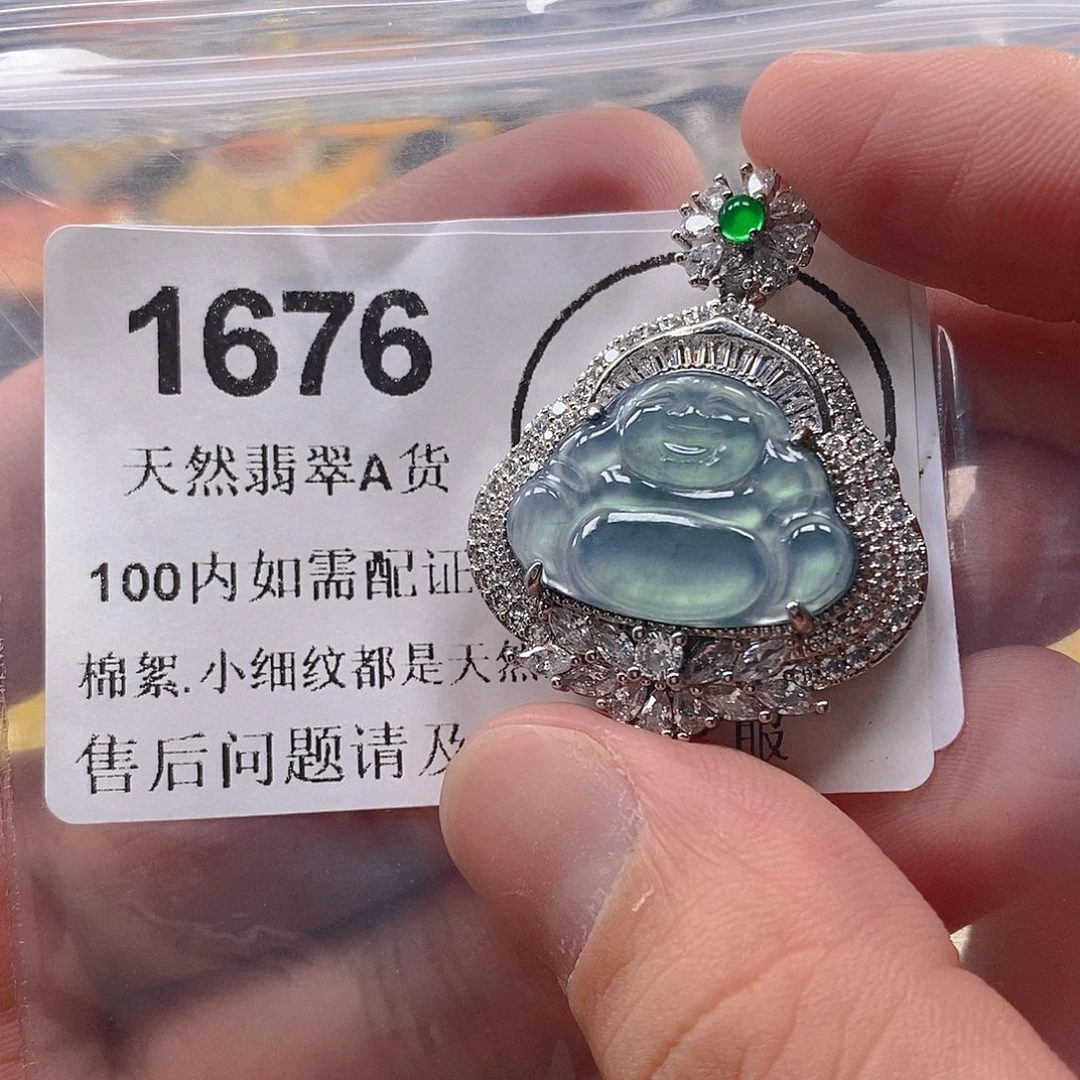 1676
天然翡翠A货
100内如需配证
棉絮.小细纹都是天然
售后问题请及
服